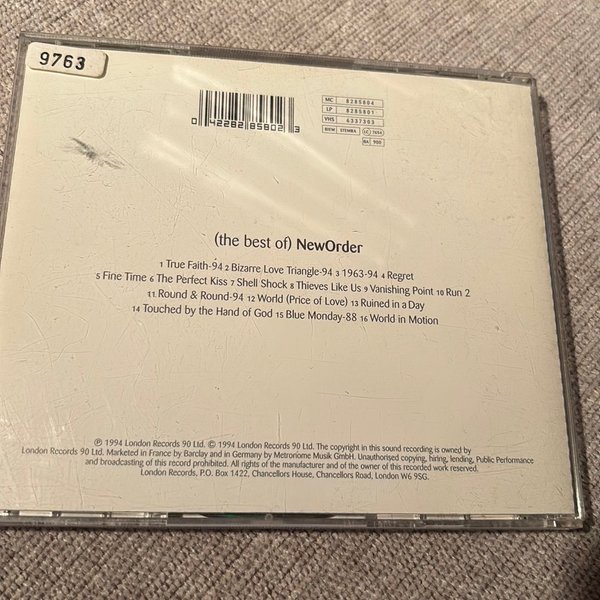 9763
0 42282 85802 3
MC 8285804
LP 8285801
VHS 6337303
BIEM STEMRA
BA 900
(the best of) NewOrder
1 True Faith-94 2 Bizarre Love Triangle-94 3 1963-94 4 Regret
5 Fine Time 6 The Perfect Kiss 7 Shell Shock 8 Thieves Like Us 9 Vanishing Point 10 Run 2
11 Round & Round-94 12 World (Price of Love) 13 Ruined in a Day
14 Touched by the Hand of God 15 Blue Monday-88 16 World in Motion
℗ 1994 London Records 90 Ltd. © 1994 London Records 90 Ltd. The copyright in this sound recording is owned by
London Records 90 Ltd. Marketed in France by Barclay and in Germany by Metronome Musik GmbH. Unauthorised copying, hiring, lending, Public Performance
and broadcasting of this record prohibited. All rights of the manufacturer and of the owner of this recorded work reserved.
London Records, P.O. Box 1422, Chancellors House, Chancellors Road, London W6 9SG.